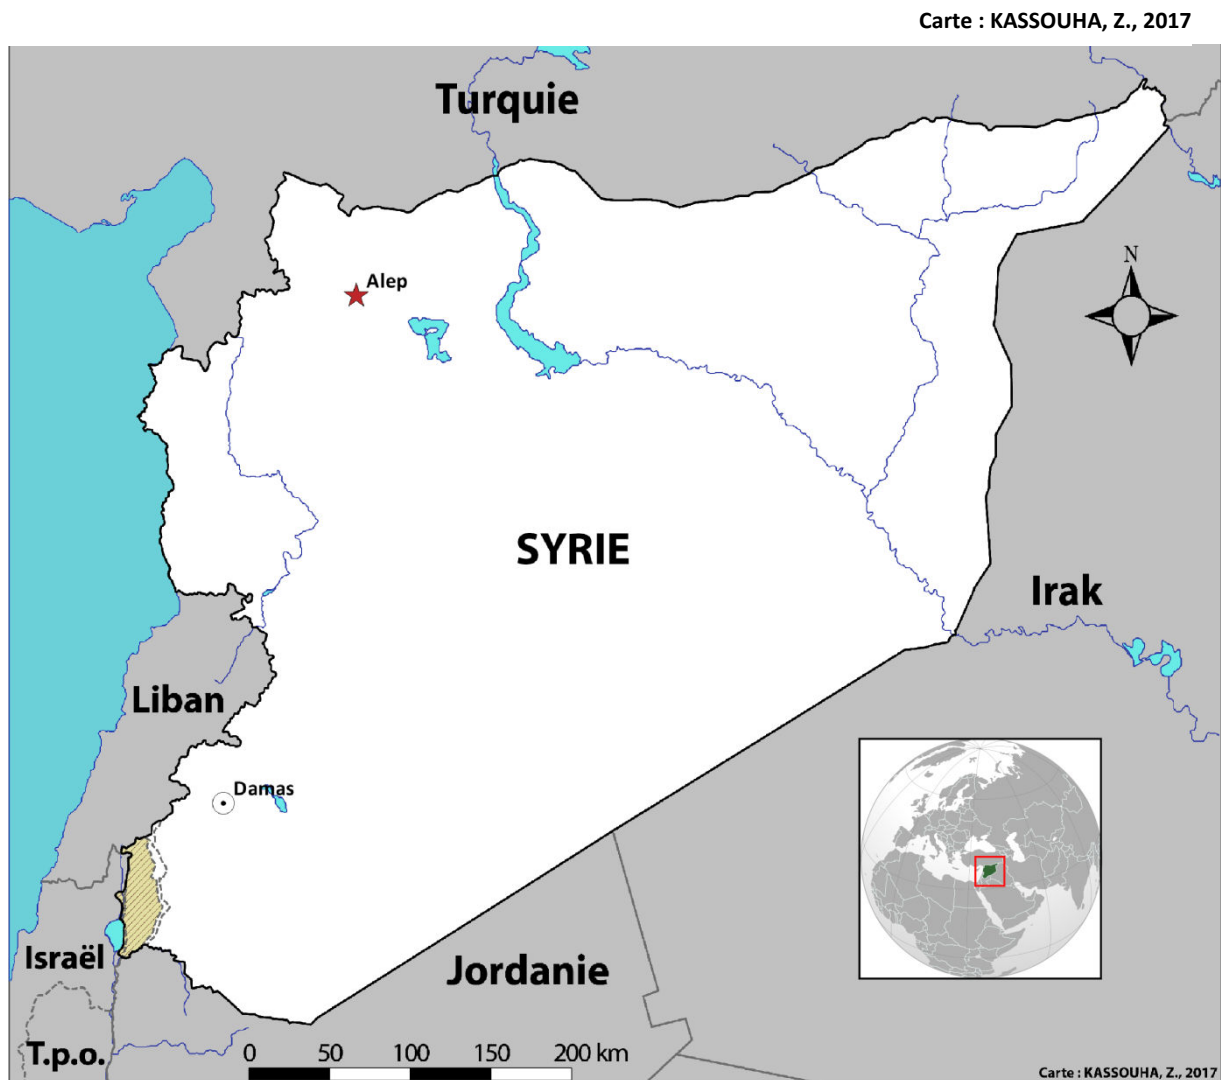 Carte : KASSOUHA, Z., 2017
Turquie
N
Alep
SYRIE
Irak
Liban
Damas
Israël
Jordanie
T.p.o.
0 50 100 150 200 km
Carte : KASSOUHA, Z., 2017